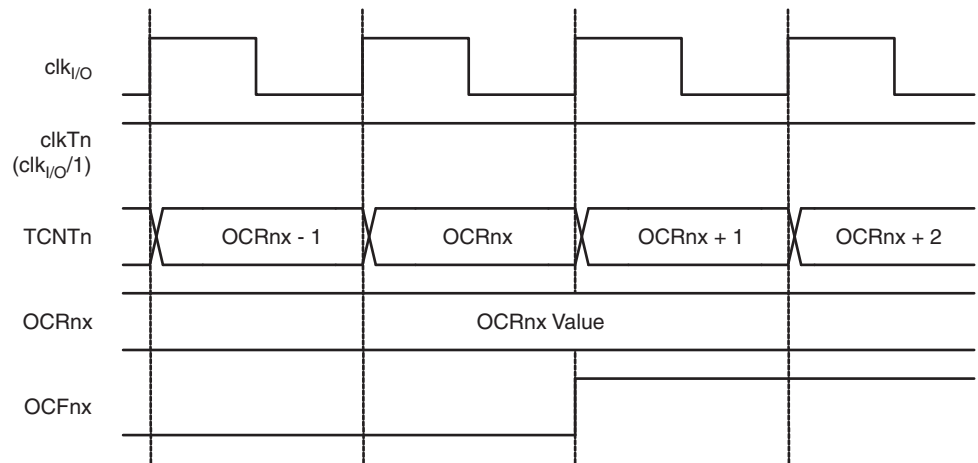 clkI/O
clkTn
(clkI/O/1)
TCNTn
OCRnx - 1
OCRnx
OCRnx + 1
OCRnx + 2
OCRnx
OCRnx Value
OCFnx